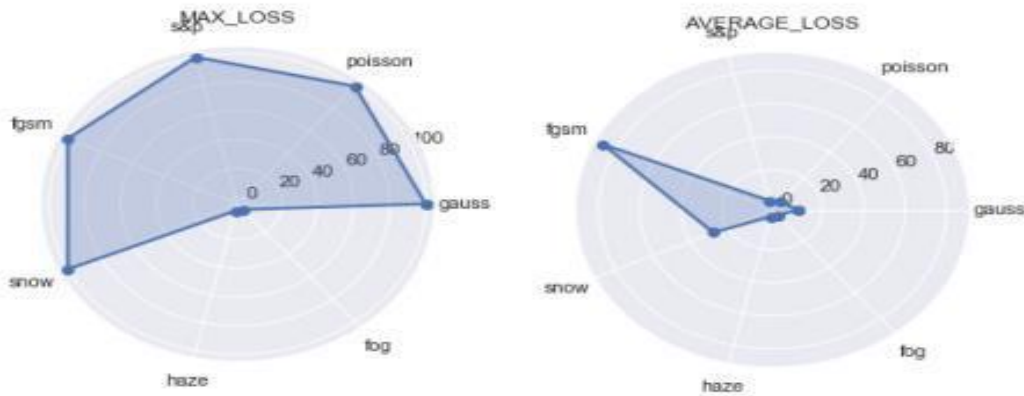 MAX_LOSS
s&p
poisson
fgsm
100
80
60
40
20
0
gauss
snow
fog
haze
AVERAGE_LOSS
s&p
poisson
fgsm
80
60
40
20
0
gauss
snow
fog
haze